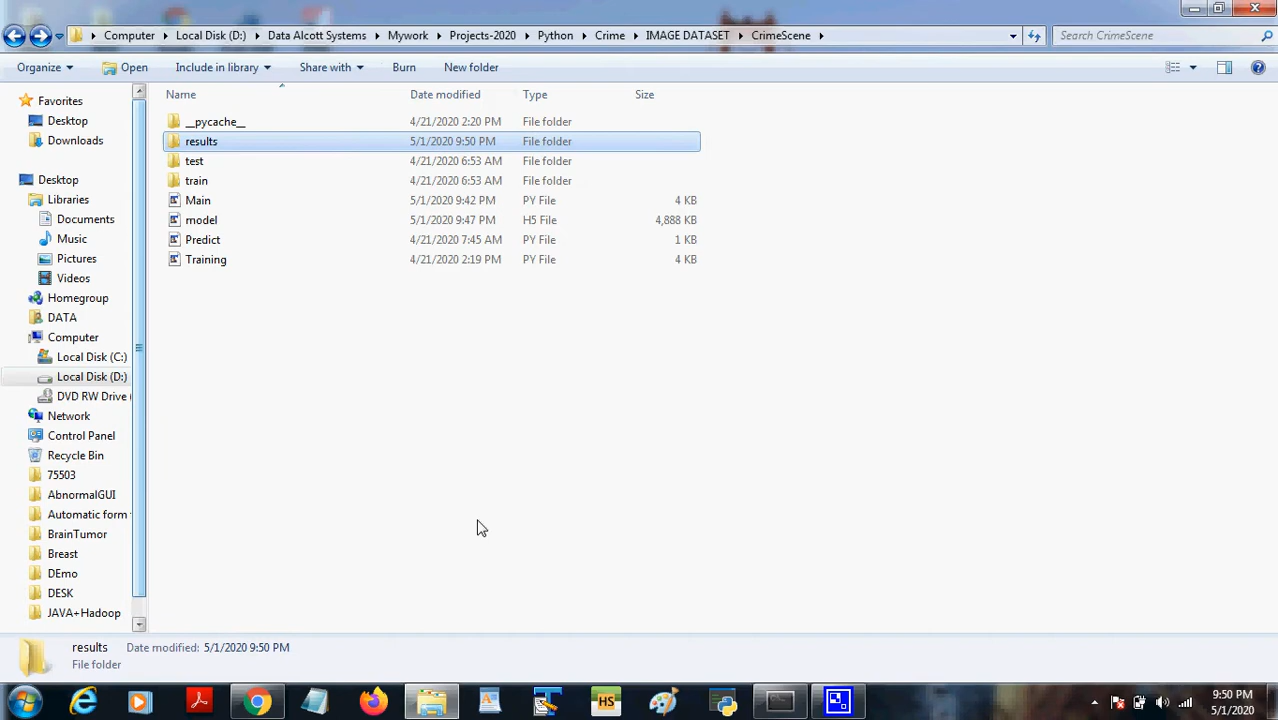 Computer Local Disk (D:) Data Alcott Systems Mywork Projects-2020 Python Crime IMAGE DATASET CrimeScene Search CrimeScene
Organize Open Include in library Share with Burn New folder
Name Date modified Type Size
__pycache__ 4/21/2020 2:20 PM File folder
results 5/1/2020 9:50 PM File folder
test 4/21/2020 6:53 AM File folder
train 4/21/2020 6:53 AM File folder
Main 5/1/2020 9:42 PM PY File 4 KB
model 5/1/2020 9:47 PM H5 File 4,888 KB
Predict 4/21/2020 7:45 AM PY File 1 KB
Training 4/21/2020 2:19 PM PY File 4 KB
Favorites
Desktop
Downloads
Desktop
Libraries
Documents
Music
Pictures
Videos
Homegroup
DATA
Computer
Local Disk (C:)
Local Disk (D:)
DVD RW Drive (
Network
Control Panel
Recycle Bin
75503
AbnormalGUI
Automatic form
BrainTumor
Breast
DEmo
DESK
JAVA+Hadoop
results Date modified: 5/1/2020 9:50 PM
File folder
HS
9:50 PM
5/1/2020